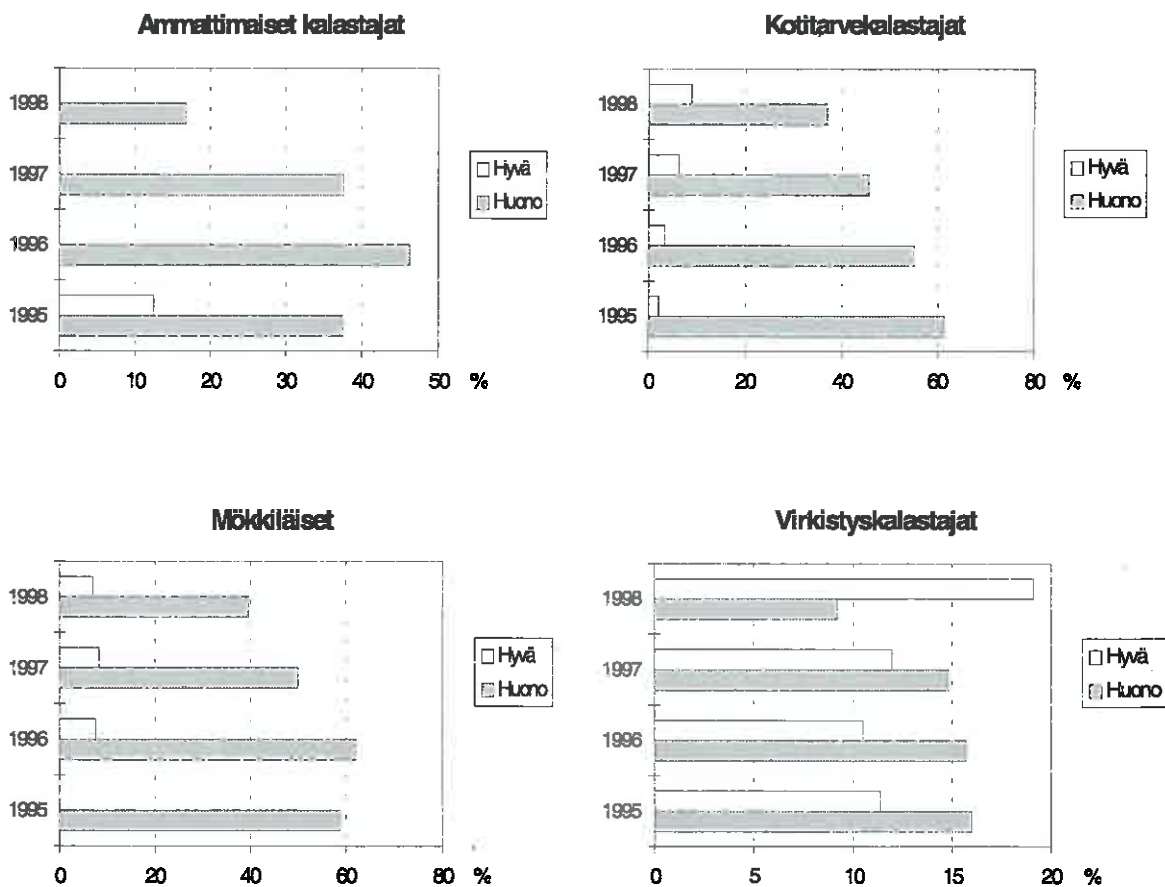 Ammattimaiset kalastajat
1998
1997
1996
1995
0 10 20 30 40 50 %
Hyvä
Huono
Kotitarvekalastajat
1998
1997
1996
1995
0 20 40 60 80 %
Hyvä
Huono
Mökkiläiset
1998
1997
1996
1995
0 20 40 60 80 %
Hyvä
Huono
Virkistyskalastajat
1998
1997
1996
1995
0 5 10 15 20 %
Hyvä
Huono